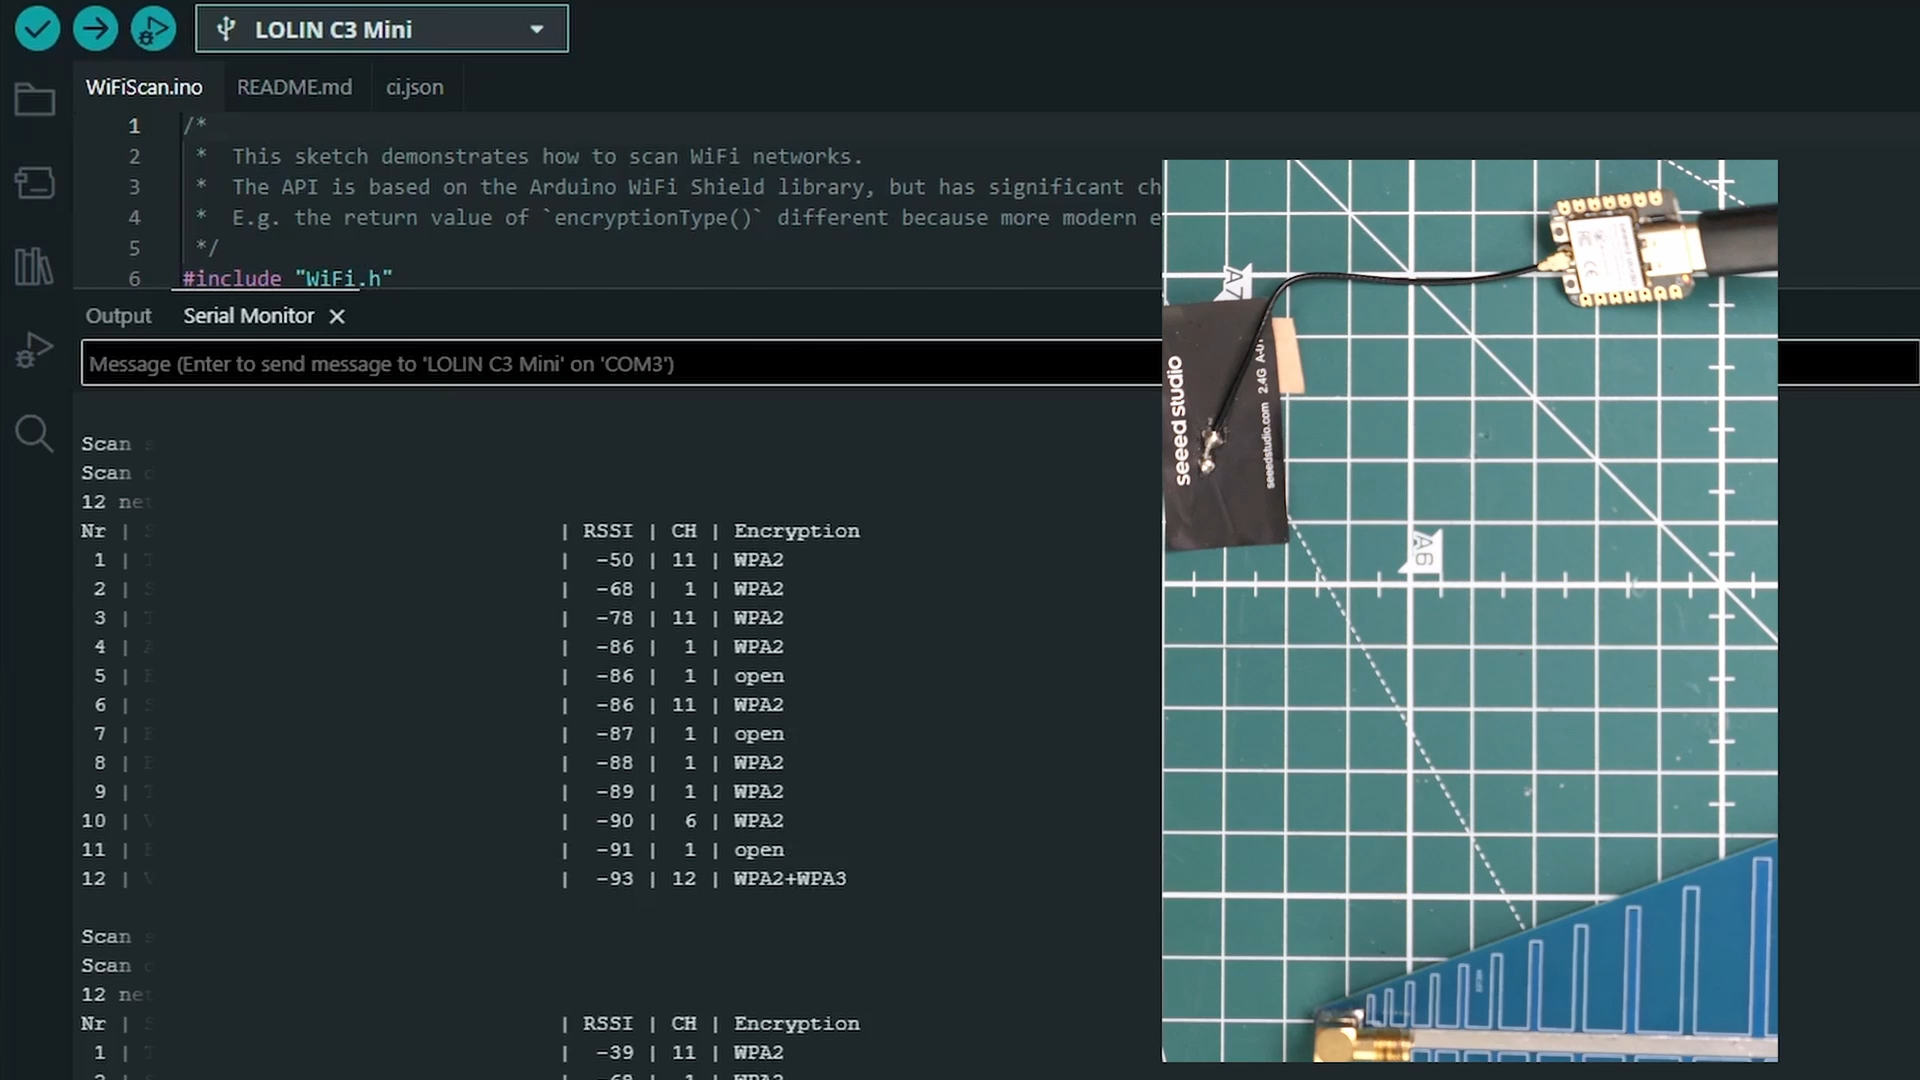 LOLIN C3 Mini
WiFiScan.ino README.md ci.json
1 /*
2 * This sketch demonstrates how to scan WiFi networks.
3 * The API is based on the Arduino WiFi Shield library, but has significant ch
4 * E.g. the return value of `encryptionType()` different because more modern e
5 */
6 #include "WiFi.h"
Output Serial Monitor
Message (Enter to send message to 'LOLIN C3 Mini' on 'COM3')
Scan
Scan
12 net
Nr | | RSSI | CH | Encryption
1 | | -50 | 11 | WPA2
2 | | -68 | 1 | WPA2
3 | | -78 | 11 | WPA2
4 | | -86 | 1 | WPA2
5 | | -86 | 1 | open
6 | | -86 | 11 | WPA2
7 | | -87 | 1 | open
8 | | -88 | 1 | WPA2
9 | | -89 | 1 | WPA2
10 | | -90 | 6 | WPA2
11 | | -91 | 1 | open
12 | | -93 | 12 | WPA2+WPA3
Scan
Scan
12 net
Nr | | RSSI | CH | Encryption
1 | | -39 | 11 | WPA2
-68 | 1 | WPA2
A7
seeed studio
seeedstudio.com 2.4G
A6